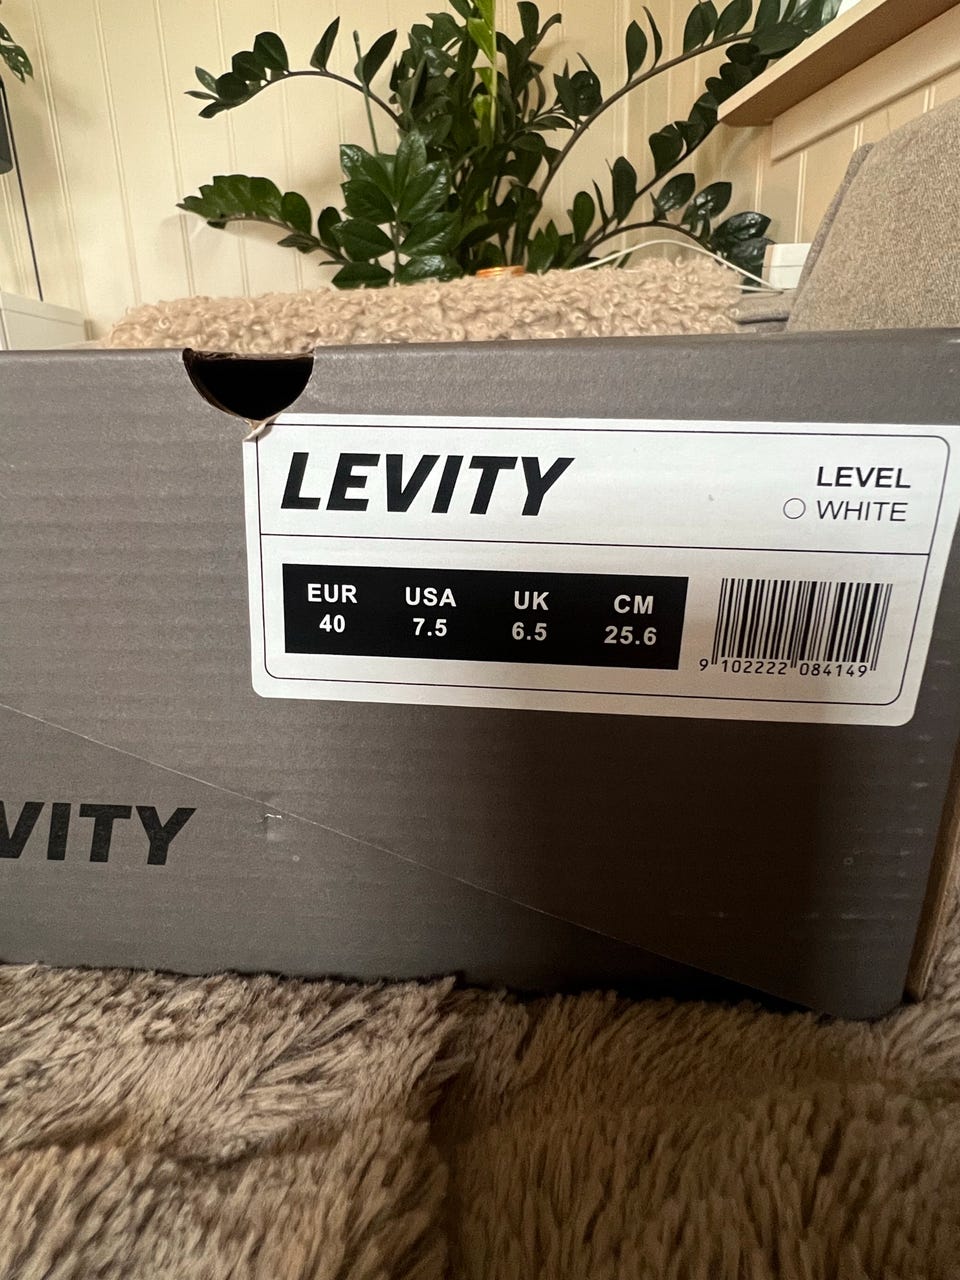 LEVITY
LEVEL
WHITE
EUR USA UK CM
40 7.5 6.5 25.6
9 102222 084149
VITY